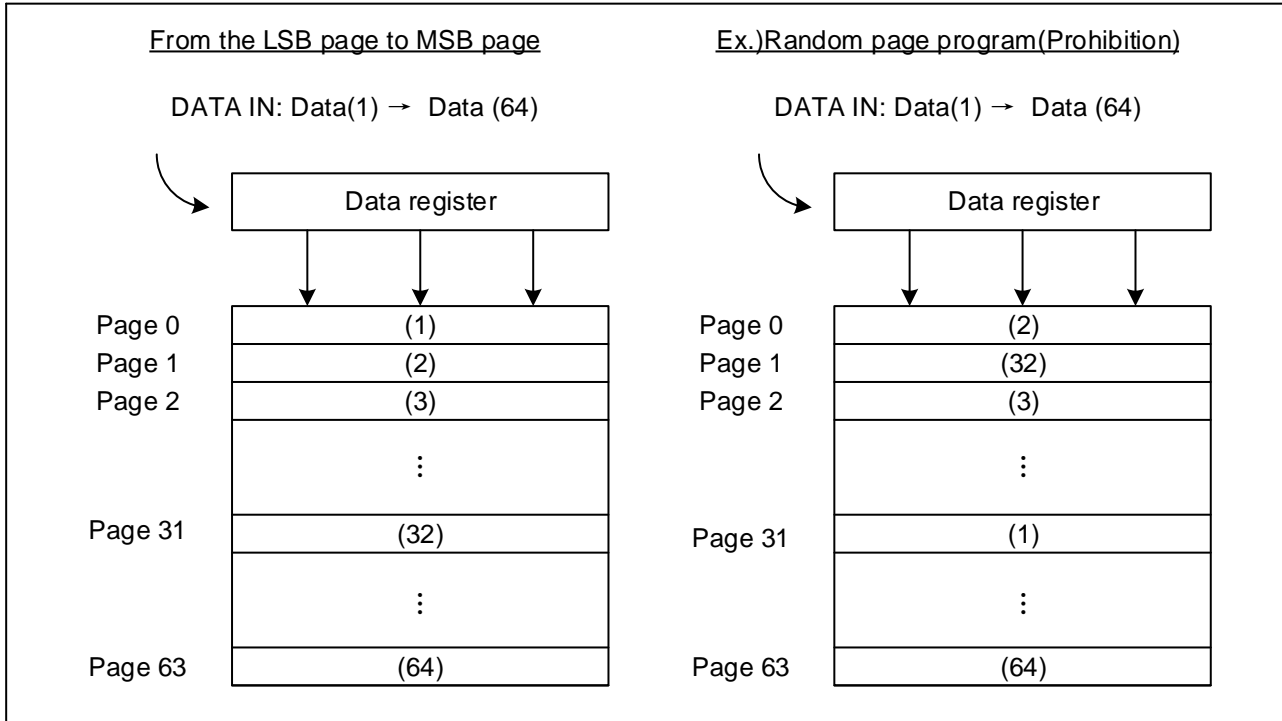 From the LSB page to MSB page
DATA IN: Data(1) → Data (64)
Data register
Page 0 (1)
Page 1 (2)
Page 2 (3)
⋮
Page 31 (32)
⋮
Page 63 (64)
Ex.)Random page program(Prohibition)
DATA IN: Data(1) → Data (64)
Data register
Page 0 (2)
Page 1 (32)
Page 2 (3)
⋮
Page 31 (1)
⋮
Page 63 (64)